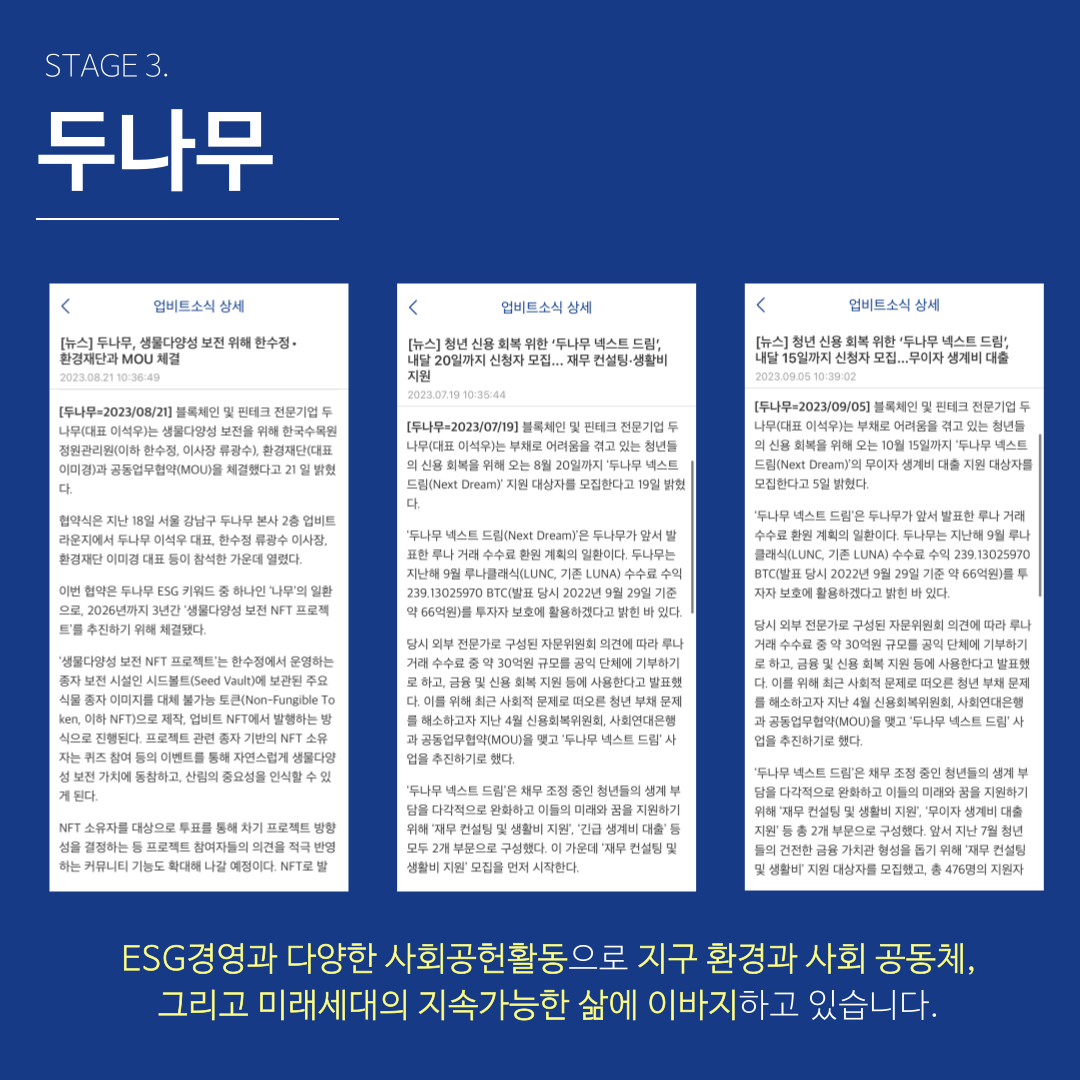 STAGE 3.
두나무
업비트소식 상세
[뉴스] 두나무, 생물다양성 보전 위해 한수정·
환경재단과 MOU 체결
2023.08.21 10:36:49
[두나무=2023/08/21] 블록체인 및 핀테크 전문기업 두
나무(대표 이석우)는 생물다양성 보전을 위해 한국수목원
정원관리원(이하 한수정, 이사장 류광수), 환경재단(대표
이미경)과 공동업무협약(MOU)을 체결했다고 21일 밝혔
다.
협약식은 지난 18일 서울 강남구 두나무 본사 2층 업비트
라운지에서 두나무 이석우 대표, 한수정 류광수 이사장,
환경재단 이미경 대표 등이 참석한 가운데 열렸다.
이번 협약은 두나무 ESG 키워드 중 하나인 '나무'의 일환
으로, 2026년까지 3년간 '생물다양성 보전 NFT 프로젝
트'를 추진하기 위해 체결됐다.
'생물다양성 보전 NFT 프로젝트'는 한수정에서 운영하는
종자 보전 시설인 시드볼트(Seed Vault)에 보관된 주요
식물 종자 이미지를 대체 불가능 토큰(Non-Fungible To
ken, 이하 NFT)으로 제작, 업비트 NFT에서 발행하는 방
식으로 진행된다. 프로젝트 관련 종자 기반의 NFT 소유
자는 퀴즈 참여 등의 이벤트를 통해 자연스럽게 생물다양
성 보전 가치에 동참하고, 산림의 중요성을 인식할 수 있
게 된다.
NFT 소유자를 대상으로 투표를 통해 차기 프로젝트 방향
성을 결정하는 등 프로젝트 참여자들의 의견을 적극 반영
하는 커뮤니티 기능도 확대해 나갈 예정이다. NFT로 발
업비트소식 상세
[뉴스] 청년 신용 회복 위한 '두나무 넥스트 드림',
내달 20일까지 신청자 모집... 재무 컨설팅·생활비
지원
2023.07.19 10:35:44
[두나무=2023/07/19] 블록체인 및 핀테크 전문기업 두
나무(대표 이석우)는 부채로 어려움을 겪고 있는 청년들
의 신용 회복을 위해 오는 8월 20일까지 '두나무 넥스트
드림(Next Dream)' 지원 대상자를 모집한다고 19일 밝혔
다.
'두나무 넥스트 드림(Next Dream)'은 두나무가 앞서 발
표한 루나 거래 수수료 환원 계획의 일환이다. 두나무는
지난해 9월 루나클래식(LUNC, 기존 LUNA) 수수료 수익
239.13025970 BTC(발표 당시 2022년 9월 29일 기준
약 66억원)를 투자자 보호에 활용하겠다고 밝힌 바 있다.
당시 외부 전문가로 구성된 자문위원회 의견에 따라 루나
거래 수수료 중 약 30억원 규모를 공익 단체에 기부하기
로 하고, 금융 및 신용 회복 지원 등에 사용한다고 발표했
다. 이를 위해 최근 사회적 문제로 떠오른 청년 부채 문제
를 해소하고자 지난 4월 신용회복위원회, 사회연대은행
과 공동업무협약(MOU)을 맺고 '두나무 넥스트 드림' 사
업을 추진하기로 했다.
'두나무 넥스트 드림'은 채무 조정 중인 청년들의 생계 부
담을 다각적으로 완화하고 이들의 미래와 꿈을 지원하기
위해 '재무 컨설팅 및 생활비 지원', '긴급 생계비 대출' 등
모두 2개 부문으로 구성했다. 이 가운데 '재무 컨설팅 및
생활비 지원' 모집을 먼저 시작한다.
업비트소식 상세
[뉴스] 청년 신용 회복 위한 '두나무 넥스트 드림',
내달 15일까지 신청자 모집...무이자 생계비 대출
2023.09.05 10:39:02
[두나무=2023/09/05] 블록체인 및 핀테크 전문기업 두
나무(대표 이석우)는 부채로 어려움을 겪고 있는 청년들
의 신용 회복을 위해 오는 10월 15일까지 '두나무 넥스트
드림(Next Dream)'의 무이자 생계비 대출 지원 대상자를
모집한다고 5일 밝혔다.
'두나무 넥스트 드림'은 두나무가 앞서 발표한 루나 거래
수수료 환원 계획의 일환이다. 두나무는 지난해 9월 루나
클래식(LUNC, 기존 LUNA) 수수료 수익 239.13025970
BTC(발표 당시 2022년 9월 29일 기준 약 66억원)를 투
자자 보호에 활용하겠다고 밝힌 바 있다.
당시 외부 전문가로 구성된 자문위원회 의견에 따라 루나
거래 수수료 중 약 30억원 규모를 공익 단체에 기부하기
로 하고, 금융 및 신용 회복 지원 등에 사용한다고 발표했
다. 이를 위해 최근 사회적 문제로 떠오른 청년 부채 문제
를 해소하고자 지난 4월 신용회복위원회, 사회연대은행
과 공동업무협약(MOU)을 맺고 '두나무 넥스트 드림' 사
업을 추진하기로 했다.
'두나무 넥스트 드림'은 채무 조정 중인 청년들의 생계 부
담을 다각적으로 완화하고 이들의 미래와 꿈을 지원하기
위해 '재무 컨설팅 및 생활비 지원', '무이자 생계비 대출
지원' 등 총 2개 부문으로 구성했다. 앞서 지난 7월 청년
들의 건전한 금융 가치관 형성을 돕기 위해 '재무 컨설팅
및 생활비' 지원 대상자를 모집했고, 총 476명의 지원자
ESG경영과 다양한 사회공헌활동으로 지구 환경과 사회 공동체,
그리고 미래세대의 지속가능한 삶에 이바지하고 있습니다.